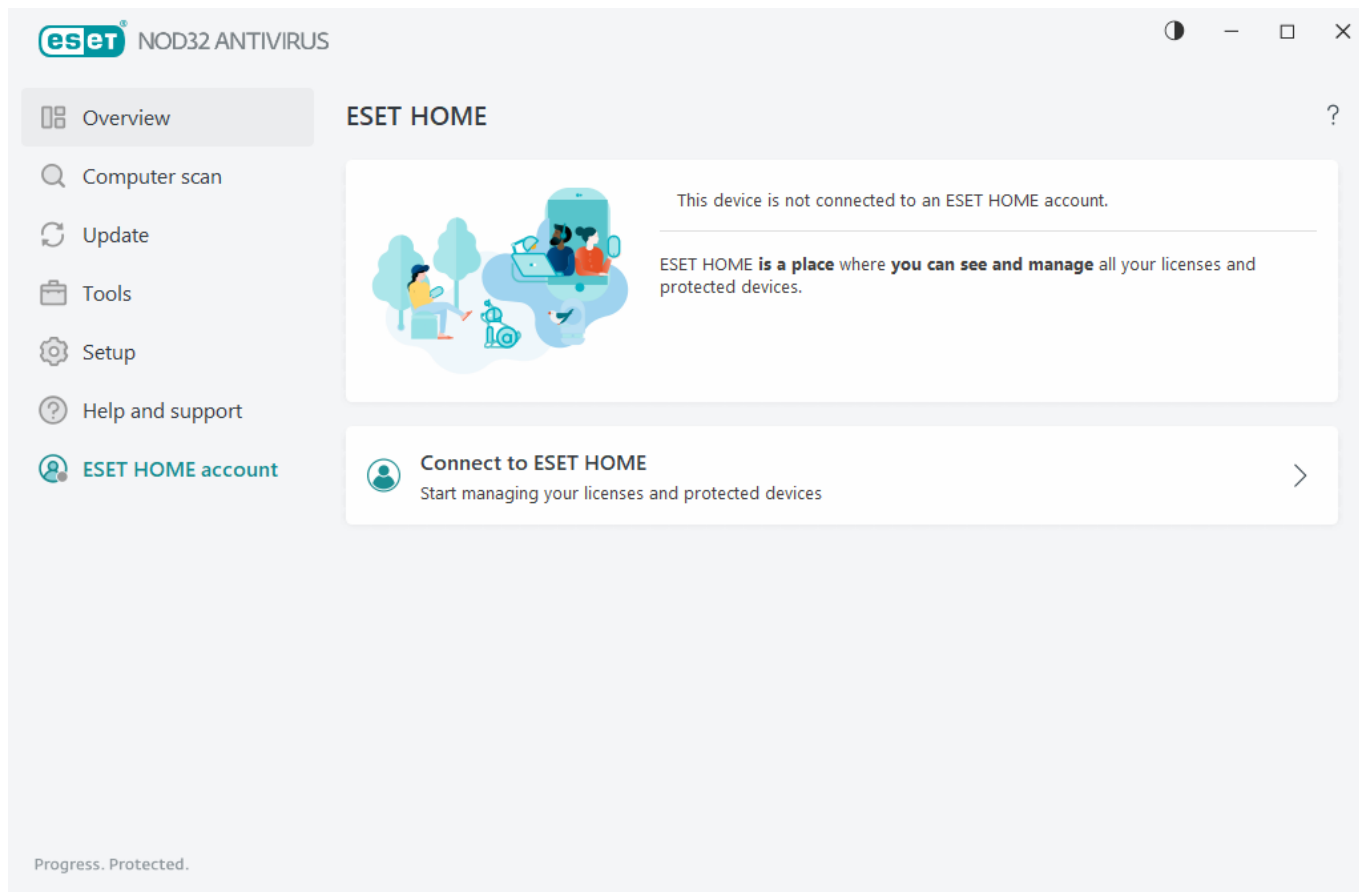 eset® NOD32 ANTIVIRUS
Overview
Computer scan
Update
Tools
Setup
Help and support
ESET HOME account
ESET HOME
?
This device is not connected to an ESET HOME account.
ESET HOME is a place where you can see and manage all your licenses and
protected devices.
Connect to ESET HOME
Start managing your licenses and protected devices
Progress. Protected.